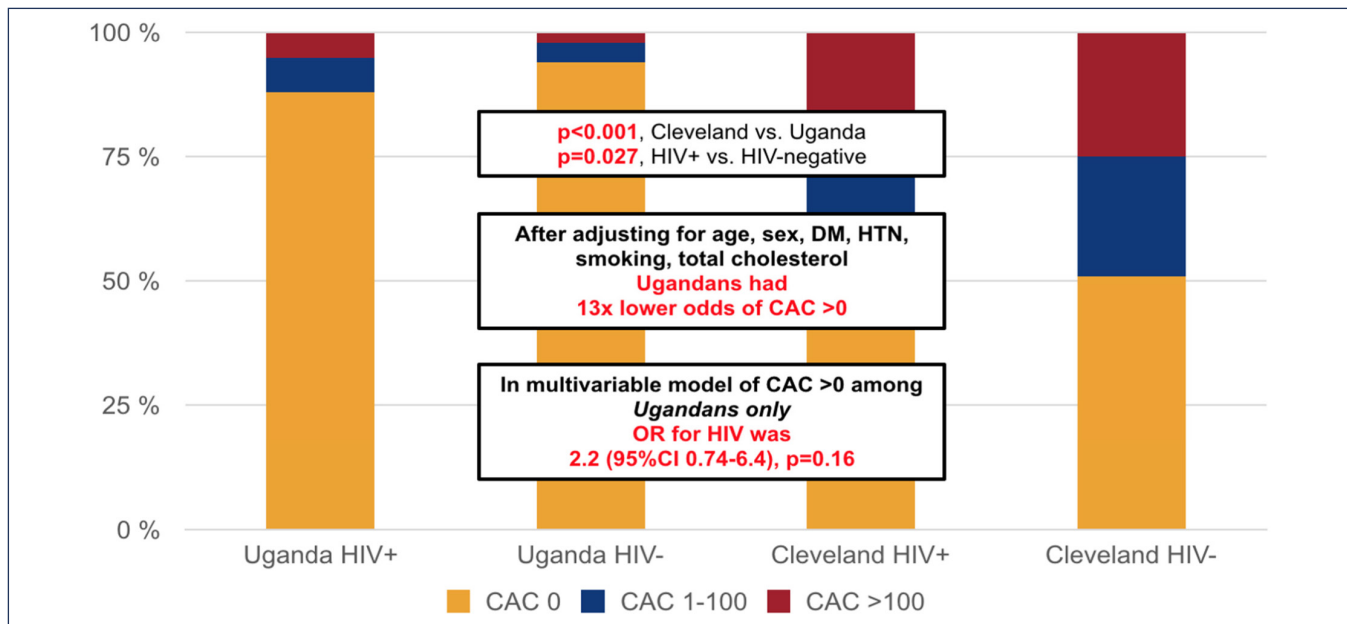 100 %
75 %
50 %
25 %
0 %
p<0.001, Cleveland vs. Uganda
p=0.027, HIV+ vs. HIV-negative
After adjusting for age, sex, DM, HTN,
smoking, total cholesterol
Ugandans had
13x lower odds of CAC >0
In multivariable model of CAC >0 among
Ugandans only
OR for HIV was
2.2 (95%CI 0.74-6.4), p=0.16
Uganda HIV+ Uganda HIV- Cleveland HIV+ Cleveland HIV-
CAC 0 CAC 1-100 CAC >100